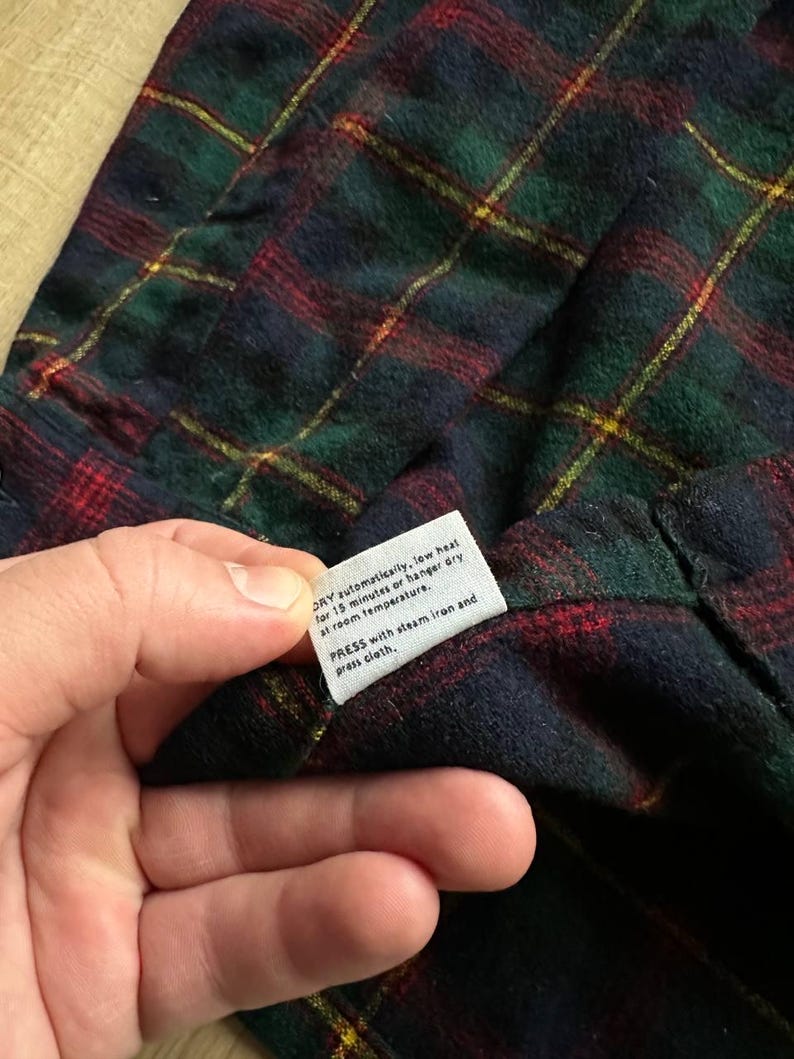 DRY automatically, low heat
for 15 minutes or hanger dry
at room temperature.
PRESS with steam iron and
press cloth.